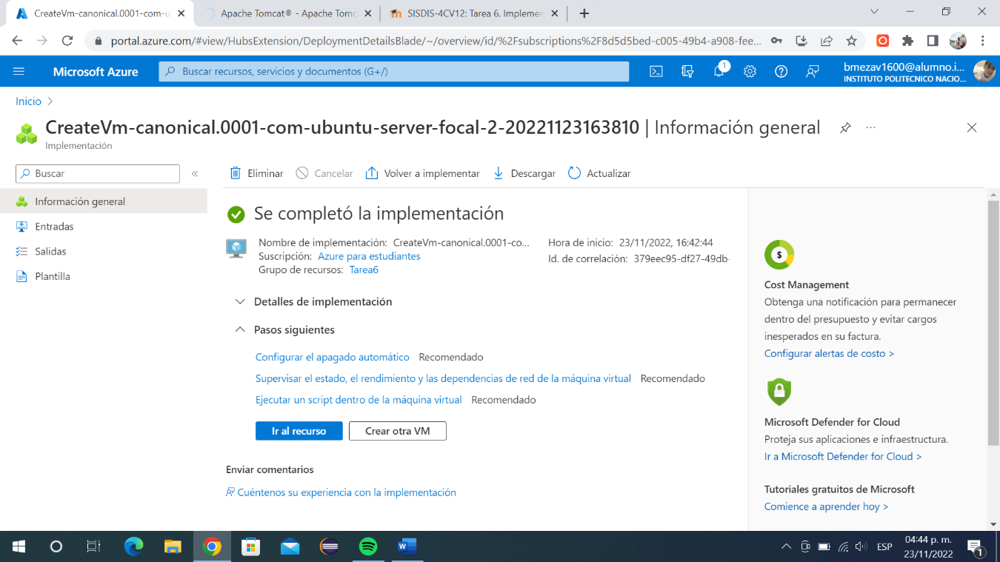 CreateVm-canonical.0001-com-u
Apache Tomcat® - Apache Tomc
SISDIS-4CV12: Tarea 6. Implemen
portal.azure.com/#view/HubsExtension/DeploymentDetailsBlade/~/overview/id/%2Fsubscriptions%2F8d5d5bed-c005-49b4-a908-fee...
Microsoft Azure
Buscar recursos, servicios y documentos (G+/)
1
bmezav1600@alumno.i...
INSTITUTO POLITECNICO NACIO...
Inicio
CreateVm-canonical.0001-com-ubuntu-server-focal-2-20221123163810 | Información general
Implementación
Buscar
Eliminar
Cancelar
Volver a implementar
Descargar
Actualizar
Información general
Entradas
Salidas
Plantilla
Se completó la implementación
Nombre de implementación: CreateVm-canonical.0001-co...
Suscripción: Azure para estudiantes
Grupo de recursos: Tarea6
Hora de inicio: 23/11/2022, 16:42:44
Id. de correlación: 379eec95-df27-49db-
Detalles de implementación
Pasos siguientes
Configurar el apagado automático Recomendado
Supervisar el estado, el rendimiento y las dependencias de red de la máquina virtual Recomendado
Ejecutar un script dentro de la máquina virtual Recomendado
Ir al recurso
Crear otra VM
Enviar comentarios
Cuéntenos su experiencia con la implementación
$
Cost Management
Obtenga una notificación para permanecer
dentro del presupuesto y evitar cargos
inesperados en su factura.
Configurar alertas de costo >
Microsoft Defender for Cloud
Proteja sus aplicaciones e infraestructura.
Ir a Microsoft Defender for Cloud >
Tutoriales gratuitos de Microsoft
Comience a aprender hoy >
ESP
04:44 p. m.
23/11/2022
1